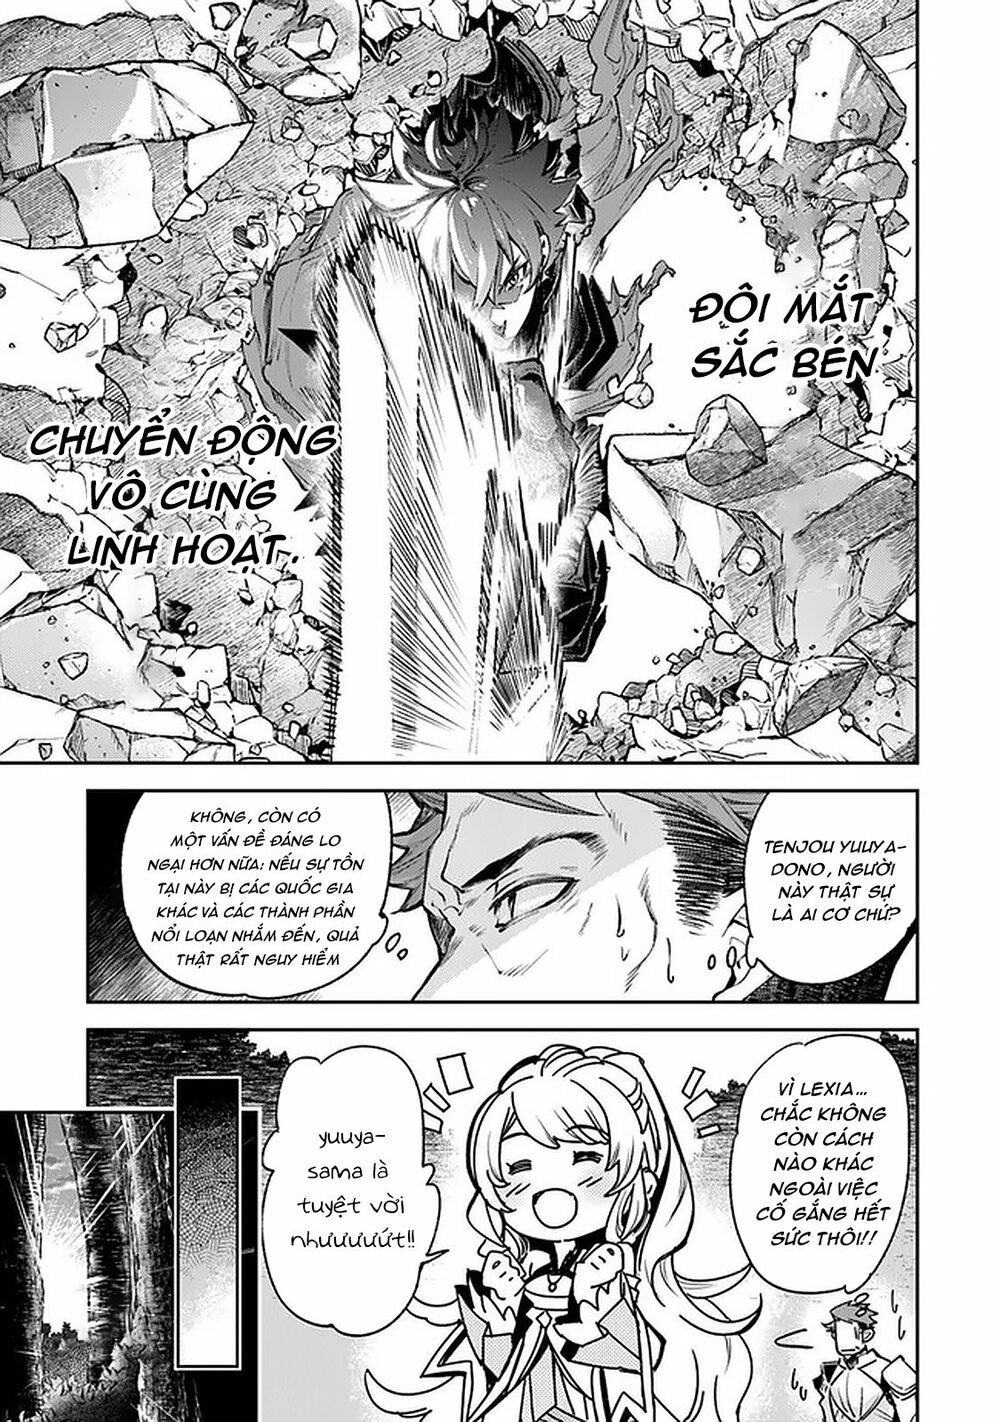 ĐÔI MẮT
SẮC BÉN
CHUYỂN ĐỘNG
VÔ CÙNG
LINH HOẠT.
TENJOU YUUYA-
DONO, NGƯỜI
NÀY THẬT SỰ
LÀ AI CƠ CHỨ?
KHÔNG, CÒN CÓ
MỘT VẤN ĐỀ ĐÁNG LO
NGẠI HƠN NỮA: NẾU SỰ TỒN
TẠI NÀY BỊ CÁC QUỐC GIA
KHÁC VÀ CÁC THÀNH PHẦN
NỔI LOẠN NHẮM ĐẾN, QUẢ
THẬT RẤT NGUY HIỂM
VÌ LEXIA...
CHẮC KHÔNG
CÒN CÁCH
NÀO KHÁC
NGOÀI VIỆC
CỐ GẮNG HẾT
SỨC THÔI!!
yuuya-
sama là
tuyệt vời
nhưuuuứt!!